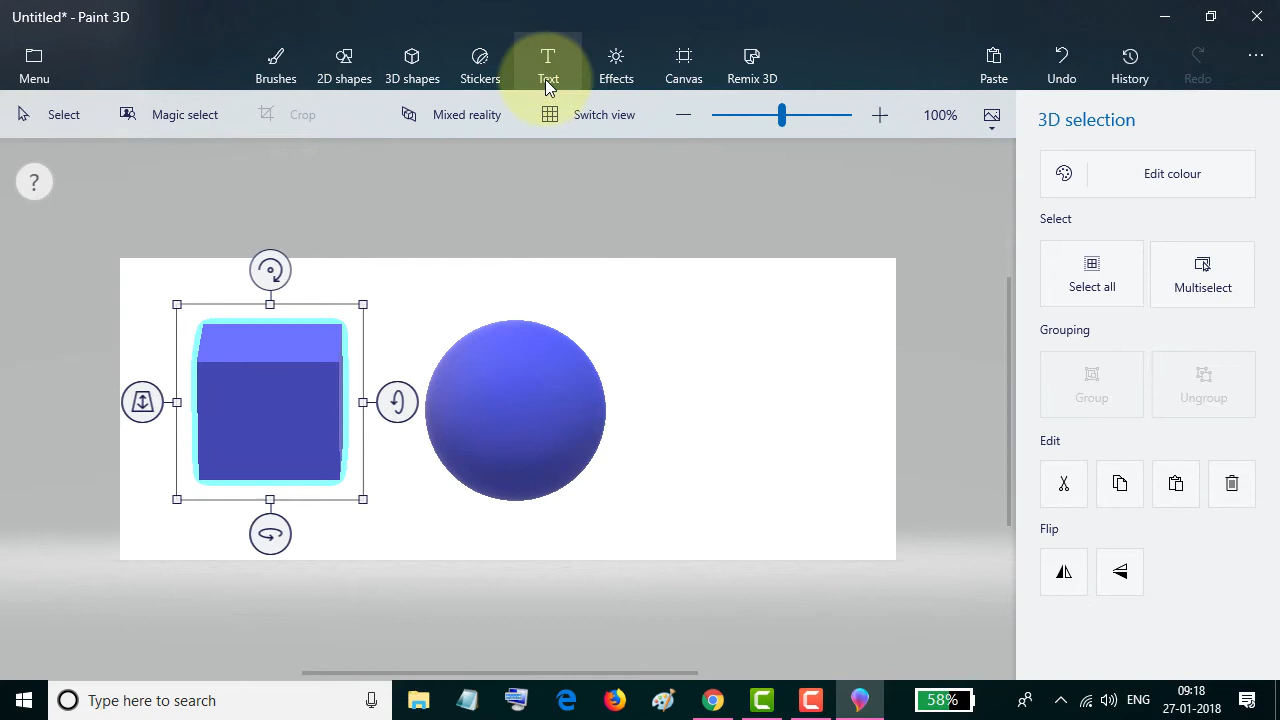 Untitled* - Paint 3D
Menu
Brushes
2D shapes
3D shapes
Stickers
Text
Effects
Canvas
Remix 3D
Paste
Undo
History
Redo
Select
Magic select
Crop
Mixed reality
Switch view
100%
3D selection
Edit colour
Select
Select all
Multiselect
Grouping
Group
Ungroup
Edit
Flip
?
Type here to search
58%
ENG
09:18
27-01-2018